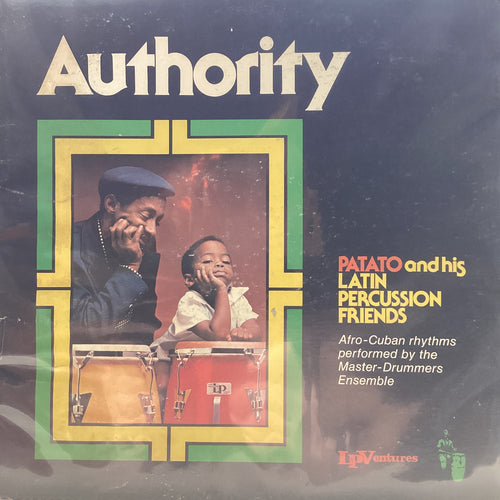 Authority
PATATO and his
LATIN
PERCUSSION
FRIENDS
Afro-Cuban rhythms
performed by the
Master-Drummers
Ensemble
LP
LPVentures